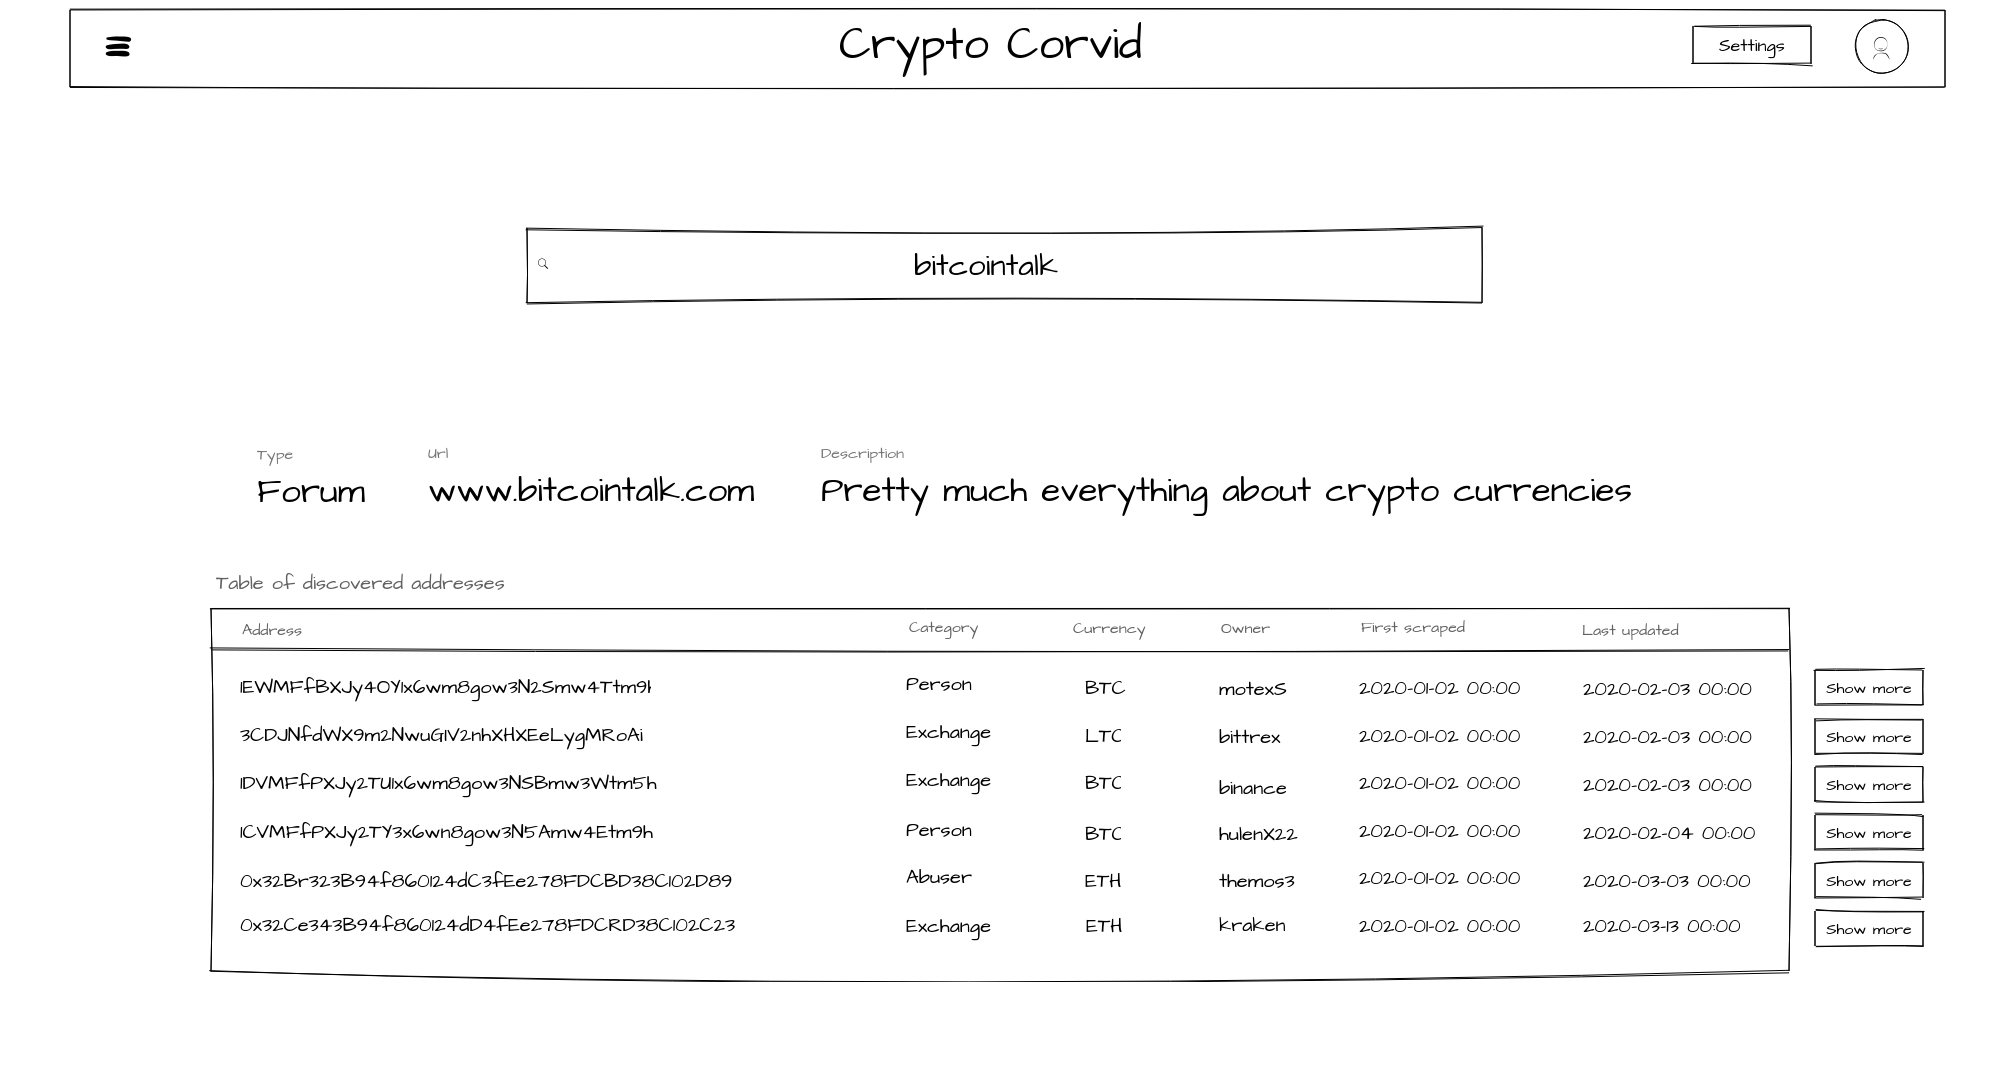 Crypto Corvid Settings
bitcointalk
Type Url Description
Forum www.bitcointalk.com Pretty much everything about crypto currencies
Table of discovered addresses
Address Category Currency Owner First scraped Last updated
1EWMFfBXJy4OY1x6wm8gow3N2Smw4Ttm9h Person BTC motexS 2020-01-02 00:00 2020-02-03 00:00 Show more
3CDJNfdWX9m2NwuG1V2nhXHXEeLygMRoAi Exchange LTC bittrex 2020-01-02 00:00 2020-02-03 00:00 Show more
1DVMFfPXJy2TU1x6wm8gow3NSBmw3Wtm5h Exchange BTC binance 2020-01-02 00:00 2020-02-03 00:00 Show more
1CVMFfPXJy2TY3x6wn8gow3N5Amw4Etm9h Person BTC hulenX22 2020-01-02 00:00 2020-02-04 00:00 Show more
0x32Br323B94f860124dC3fEe278FDCBD38C102D89 Abuser ETH themos3 2020-01-02 00:00 2020-03-03 00:00 Show more
0x32Ce343B94f860124dD4fEe278FDCRD38C102C23 Exchange ETH kraken 2020-01-02 00:00 2020-03-13 00:00 Show more